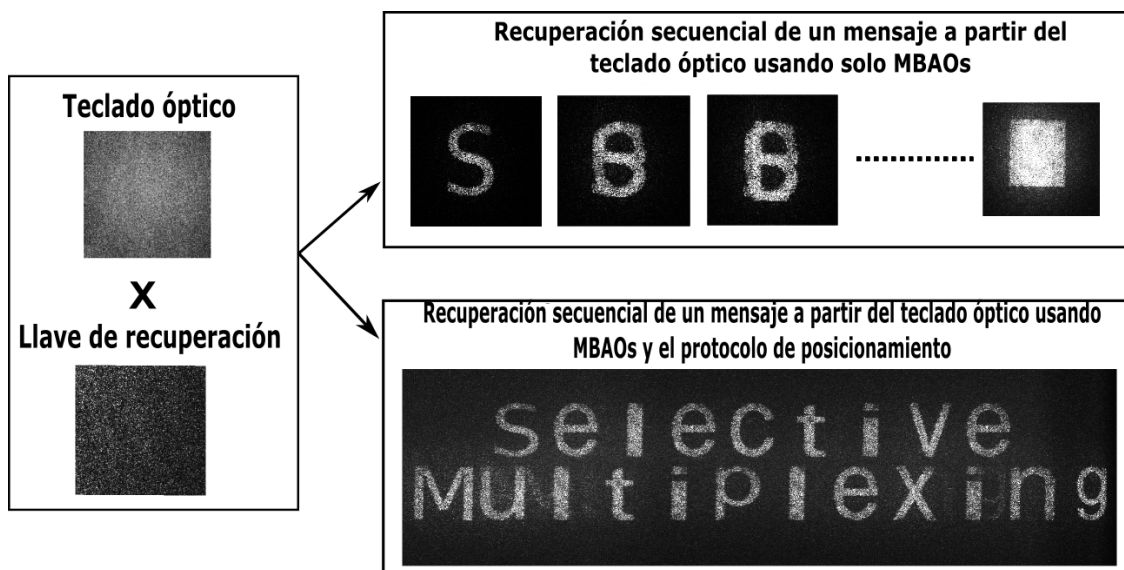 Teclado óptico
X
Llave de recuperación
Recuperación secuencial de un mensaje a partir del
teclado óptico usando solo MBAOs
S
Recuperación secuencial de un mensaje a partir del teclado óptico usando
MBAOs y el protocolo de posicionamiento
Selective
Multiplexing